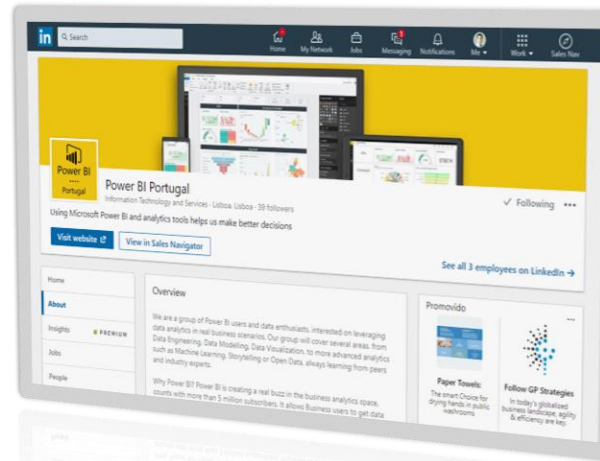 in
Search
Home
My Network
Jobs
Messaging
Notifications
Me
Work
Sales Nav
Power BI
Portugal
Power BI Portugal
Information Technology and Services · Lisboa, Lisboa · 39 followers
Using Microsoft Power BI and analytics tools helps us make better decisions
✓ Following •••
Visit website
View in Sales Navigator
See all 3 employees on LinkedIn →
Home
About
Insights
PREMIUM
Jobs
People
Overview
We are a group of Power BI users and data enthusiasts, interested on leveraging
data analytics in real business scenarios. Our group will cover several areas, from
Data Engineering, Data Modelling, Data Visualization, to more advanced analytics
such as Machine Learning, Storytelling or Open Data, always learning from peers
and industry experts.
Why Power BI? Power BI is creating a real buzz in the business analytics space,
counts with more than 5 million subscribers. It allows Business users to get data
Promovido
Paper Towels:
The smart Choice for
drying hands in public
washrooms
Follow GP Strategies
In today's globalized
business landscape, agility
& efficiency are key.